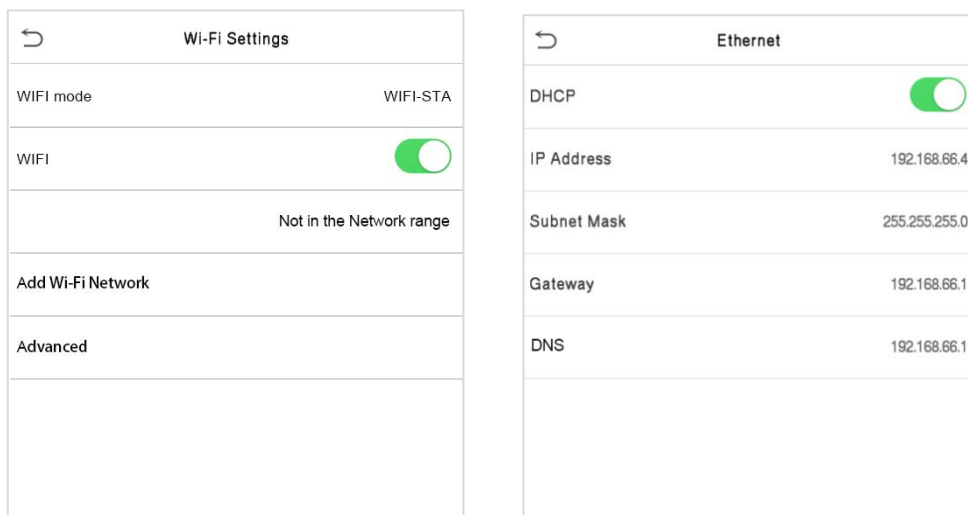 Wi-Fi Settings
WIFI mode WIFI-STA
WIFI
Not in the Network range
Add Wi-Fi Network
Advanced
Ethernet
DHCP
IP Address 192.168.66.4
Subnet Mask 255.255.255.0
Gateway 192.168.66.1
DNS 192.168.66.1